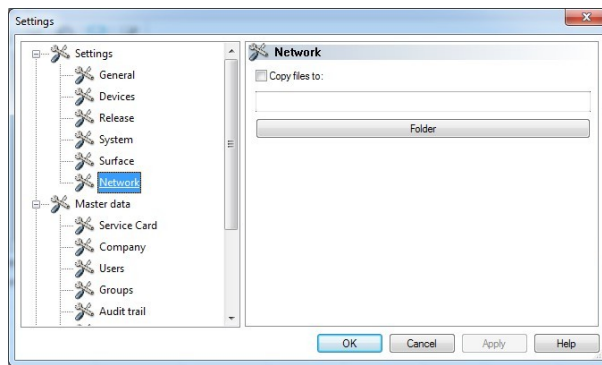 Settings
Settings
General
Devices
Release
System
Surface
Network
Master data
Service Card
Company
Users
Groups
Audit trail
Network
Copy files to:
Folder
OK
Cancel
Apply
Help